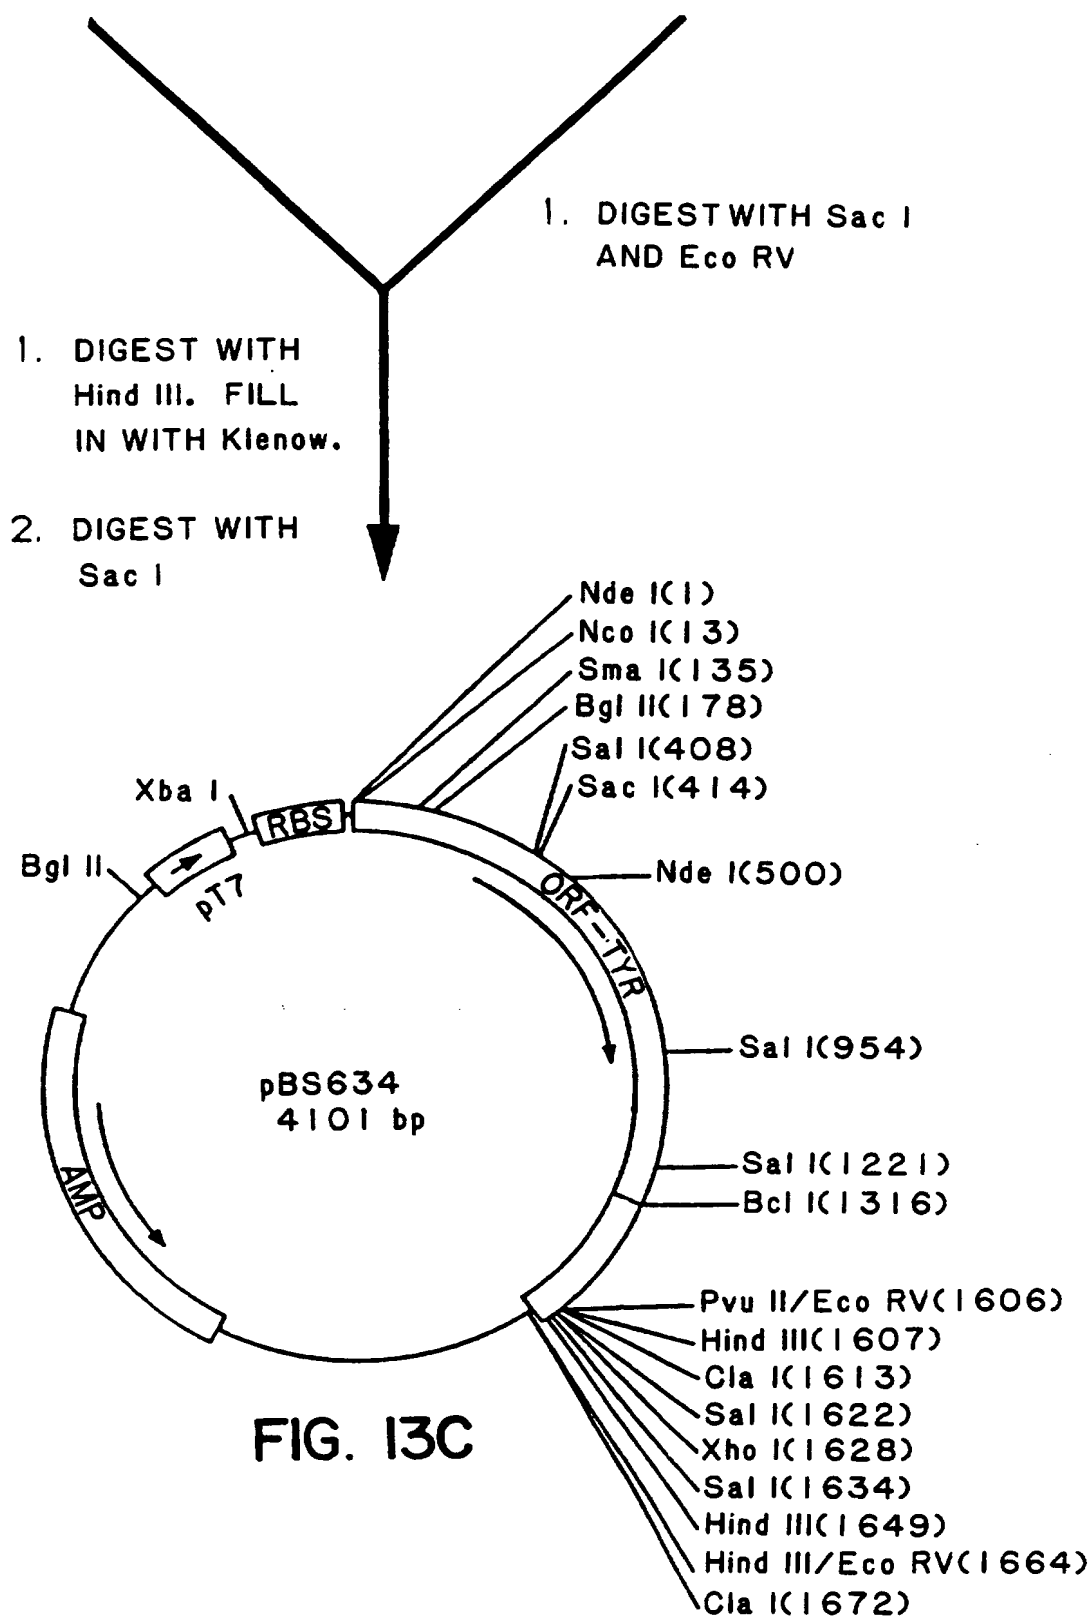 1. DIGEST WITH Sac I
AND Eco RV
1. DIGEST WITH
Hind III. FILL
IN WITH Klenow.
2. DIGEST WITH
Sac I
Nde I(1)
Nco I(13)
Sma I(135)
Bgl II(178)
Sal I(408)
Sac I(414)
Xba I
RBS
Bgl II
pT7
Nde I(500)
ORF-TYR
Sal I(954)
pBS634
4101 bp
AMP
Sal I(1221)
Bcl I(1316)
Pvu II/Eco RV(1606)
Hind III(1607)
Cla I(1613)
Sal I(1622)
Xho I(1628)
Sal I(1634)
Hind III(1649)
Hind III/Eco RV(1664)
Cla I(1672)
FIG. 13C